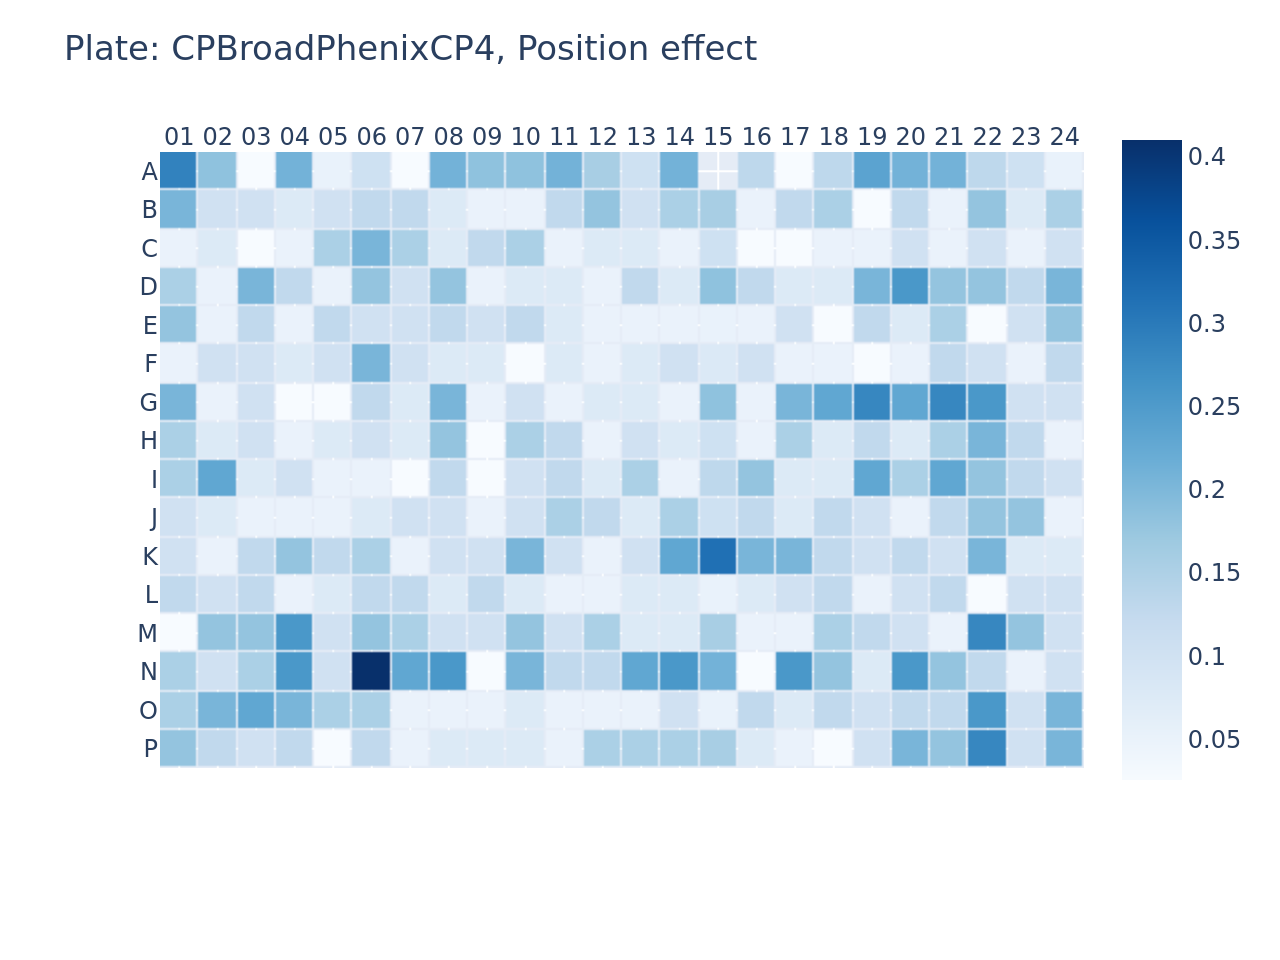 Plate: CPBroadPhenixCP4, Position effect
01 02 03 04 05 06 07 08 09 10 11 12 13 14 15 16 17 18 19 20 21 22 23 24
A
B
C
D
E
F
G
H
I
J
K
L
M
N
O
P
0.4
0.35
0.3
0.25
0.2
0.15
0.1
0.05